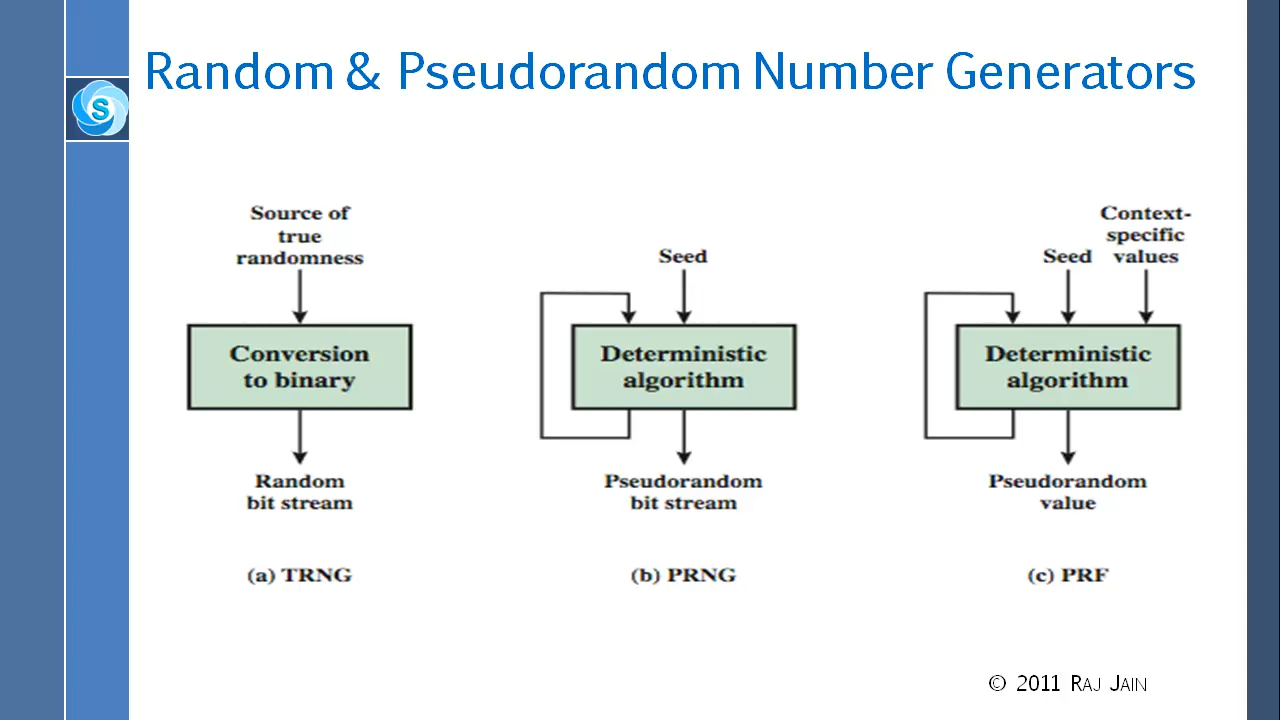 Random & Pseudorandom Number Generators
S
Source of
true
randomness
Conversion
to binary
Random
bit stream
(a) TRNG
Seed
Deterministic
algorithm
Pseudorandom
bit stream
(b) PRNG
Context-
specific
Seed values
Deterministic
algorithm
Pseudorandom
value
(c) PRF
© 2011 RAJ JAIN